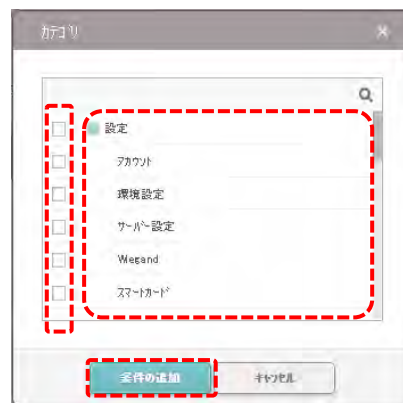 カテゴリ
設定
アカウント
環境設定
サーバー設定
Wiegand
スマートカード
条件の追加
キャンセル